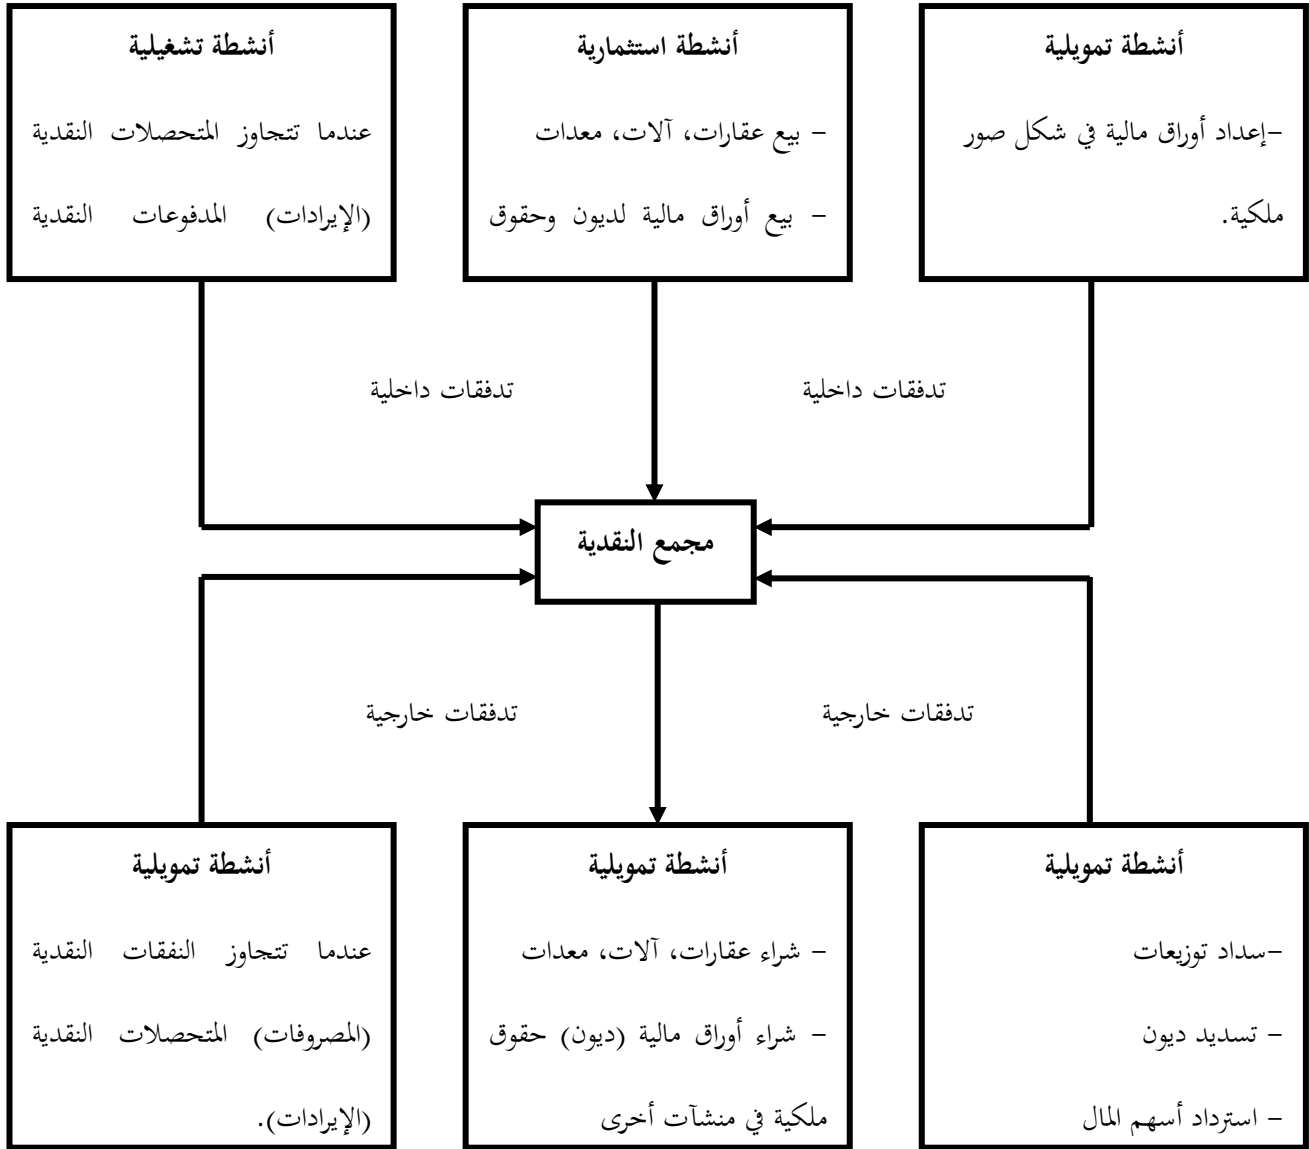 أنشطة تمويلية
-إعداد أوراق مالية في شكل صور
ملكية.
أنشطة استثمارية
- بيع عقارات، آلات، معدات
- بيع أوراق مالية لديون وحقوق
أنشطة تشغيلية
عندما تتجاوز المتحصلات النقدية
(الإيرادات) المدفوعات النقدية
تدفقات داخلية
تدفقات داخلية
مجمع النقدية
تدفقات خارجية
تدفقات خارجية
أنشطة تمويلية
-سداد توزيعات
- تسديد ديون
- استرداد أسهم المال
أنشطة تمويلية
- شراء عقارات، آلات، معدات
- شراء أوراق مالية (ديون) حقوق
ملكية في منشآت أخرى
أنشطة تمويلية
عندما تتجاوز النفقات النقدية
(المصروفات) المتحصلات النقدية
(الإيرادات).